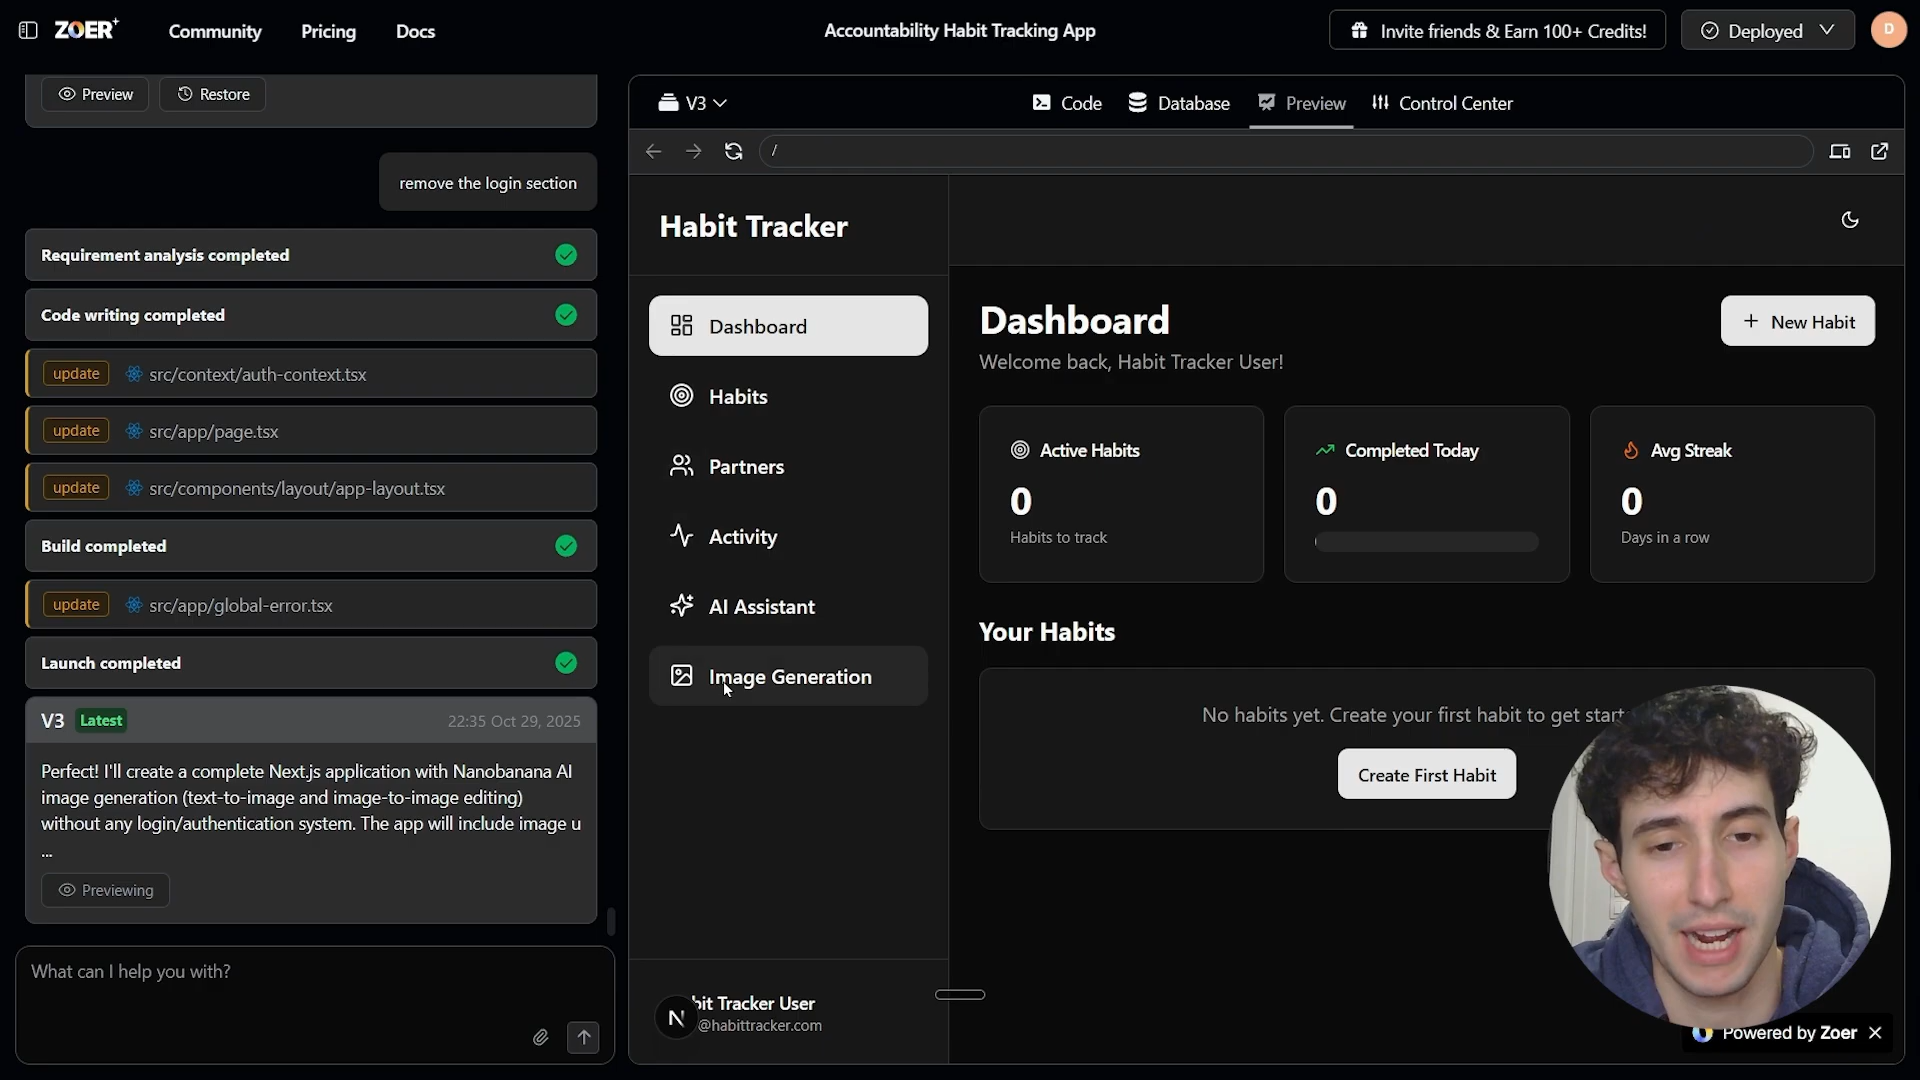 ZOER+
Community
Pricing
Docs
Accountability Habit Tracking App
Invite friends & Earn 100+ Credits!
Deployed
D
Preview
Restore
remove the login section
Requirement analysis completed
Code writing completed
update src/context/auth-context.tsx
update src/app/page.tsx
update src/components/layout/app-layout.tsx
Build completed
update src/app/global-error.tsx
Launch completed
V3 Latest 22:35 Oct 29, 2025
Perfect! I'll create a complete Next.js application with Nanobanana AI
image generation (text-to-image and image-to-image editing)
without any login/authentication system. The app will include image u
...
Previewing
What can I help you with?
V3
Code
Database
Preview
Control Center
/
Habit Tracker
Dashboard
Habits
Partners
Activity
AI Assistant
Image Generation
N
bit Tracker User
@habittracker.com
Dashboard
Welcome back, Habit Tracker User!
+ New Habit
Active Habits
0
Habits to track
Completed Today
0
Avg Streak
0
Days in a row
Your Habits
No habits yet. Create your first habit to get start
Create First Habit
Powered by Zoer